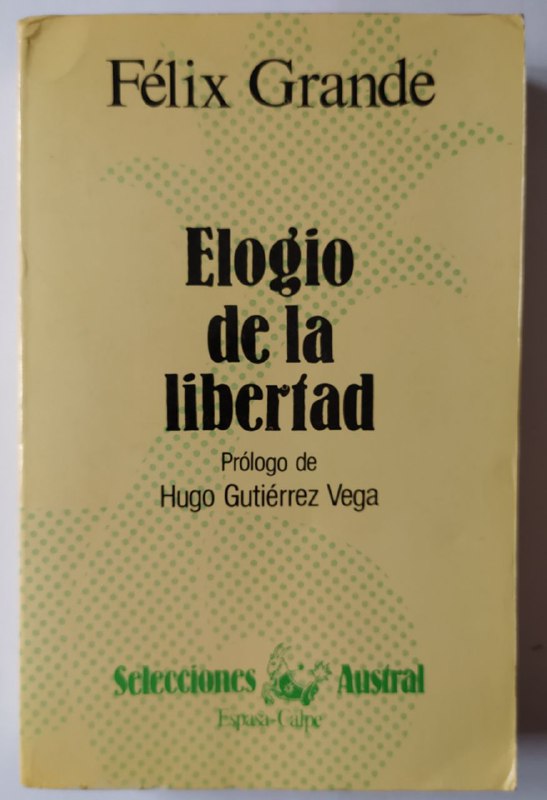 Félix Grande
Elogio
de la
libertad
Prólogo de
Hugo Gutiérrez Vega
Selecciones Austral
Espasa-Calpe